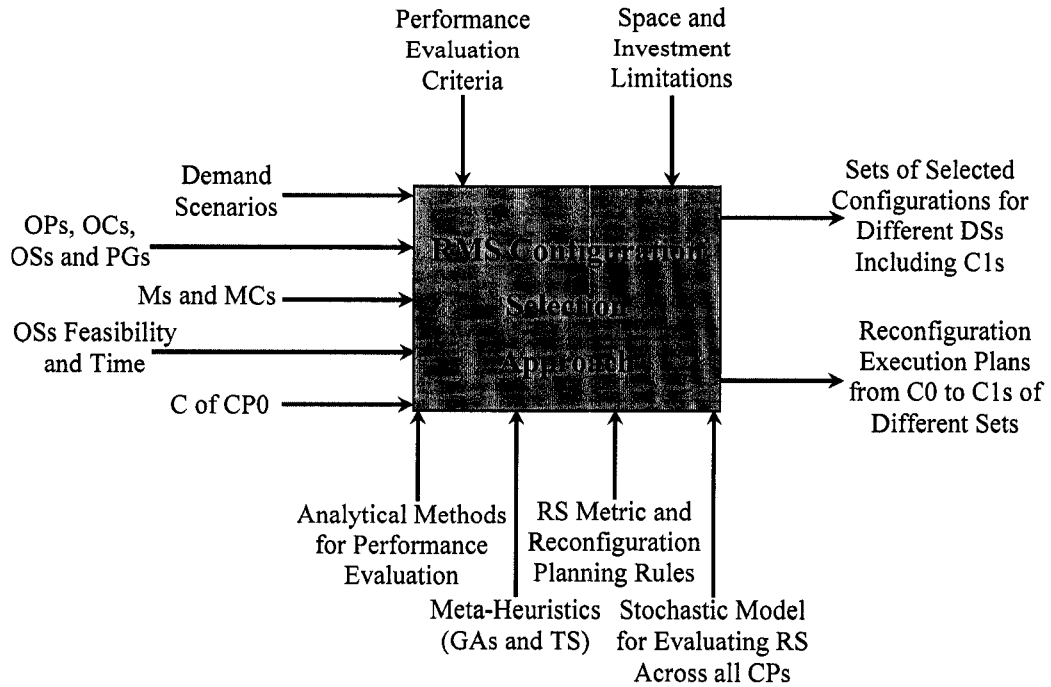 Performance
Evaluation
Criteria
Space and
Investment
Limitations
Demand
Scenarios
OPs, OCs,
OSs and PGs
Ms and MCs
OSs Feasibility
and Time
C of CP0
RMS Configuration
Selection
Approach
Sets of Selected
Configurations for
Different DSs
Including C1s
Reconfiguration
Execution Plans
from C0 to C1s of
Different Sets
Analytical Methods
for Performance
Evaluation
Meta-Heuristics
(GAs and TS)
RS Metric and
Reconfiguration
Planning Rules
Stochastic Model
for Evaluating RS
Across all CPs